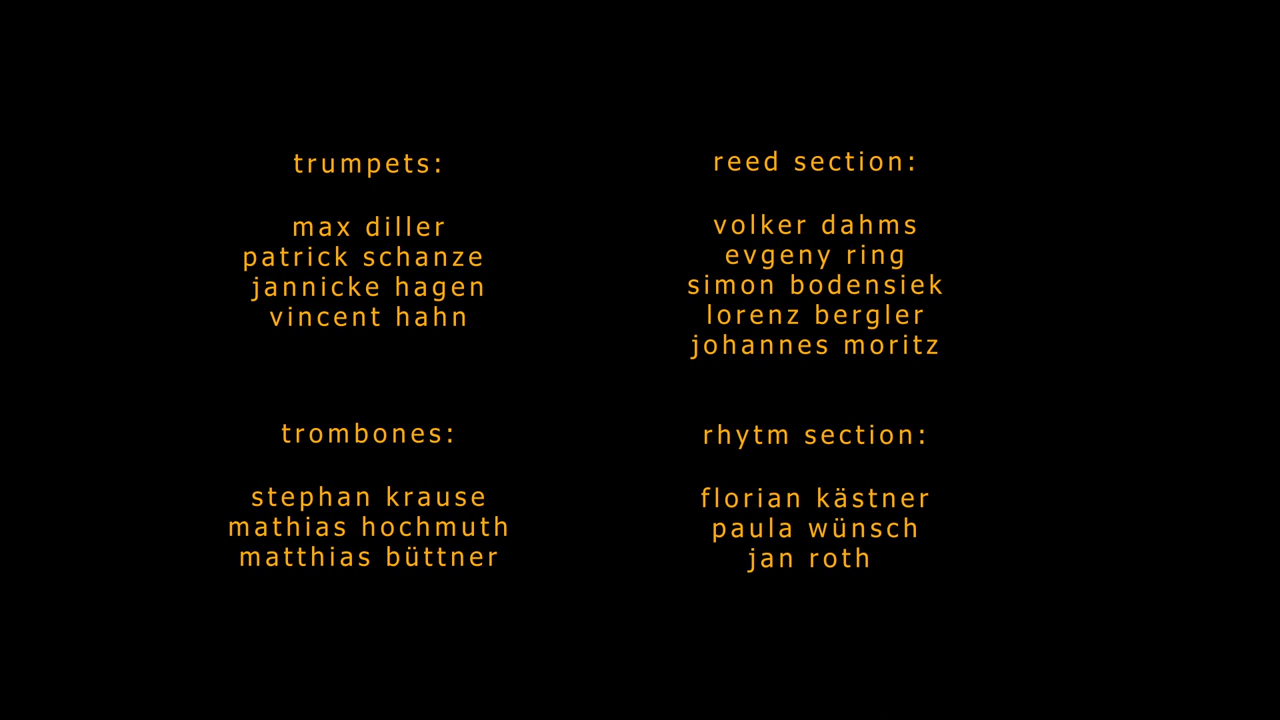 trumpets:
max diller
patrick schanze
jannicke hagen
vincent hahn
trombones:
stephan krause
mathias hochmuth
matthias büttner
reed section:
volker dahms
evgeny ring
simon bodensiek
lorenz bergler
johannes moritz
rhytm section:
florian kästner
paula wünsch
jan roth